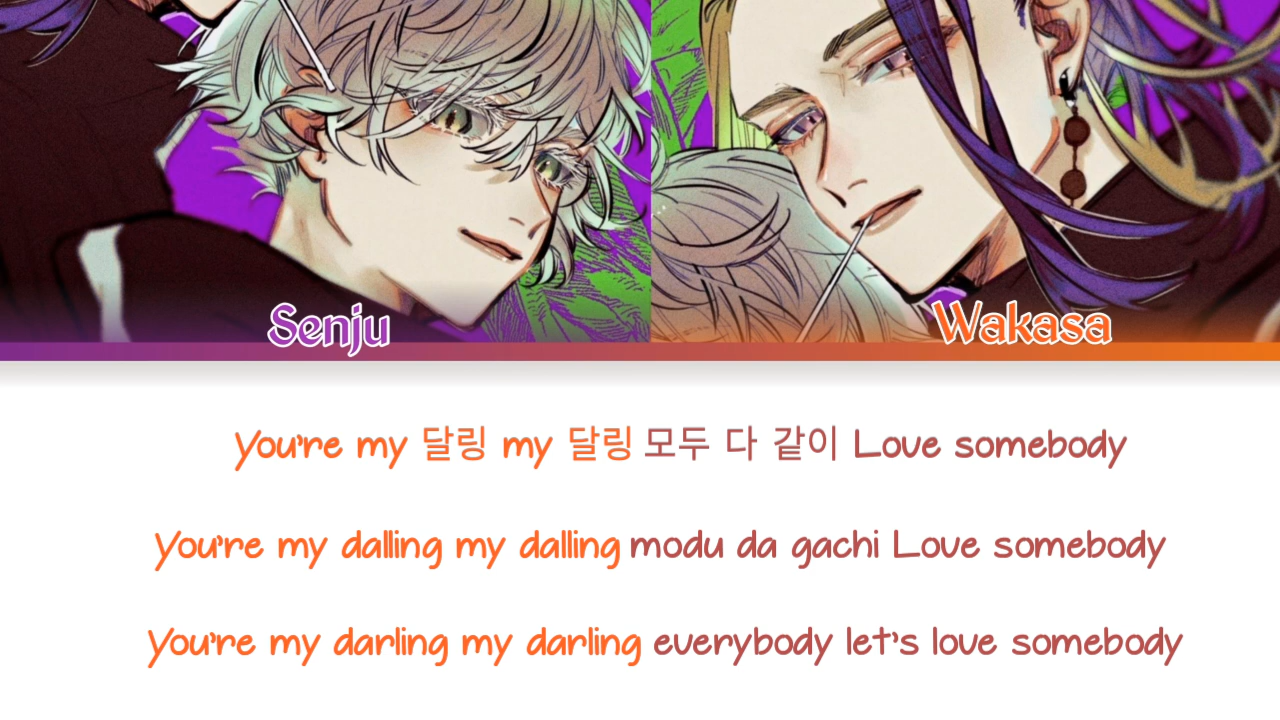 Senju
Wakasa
You're my 달링 my 달링 모두 다 같이 Love somebody
You're my dalling my dalling modu da gachi Love somebody
You're my darling my darling everybody let's love somebody